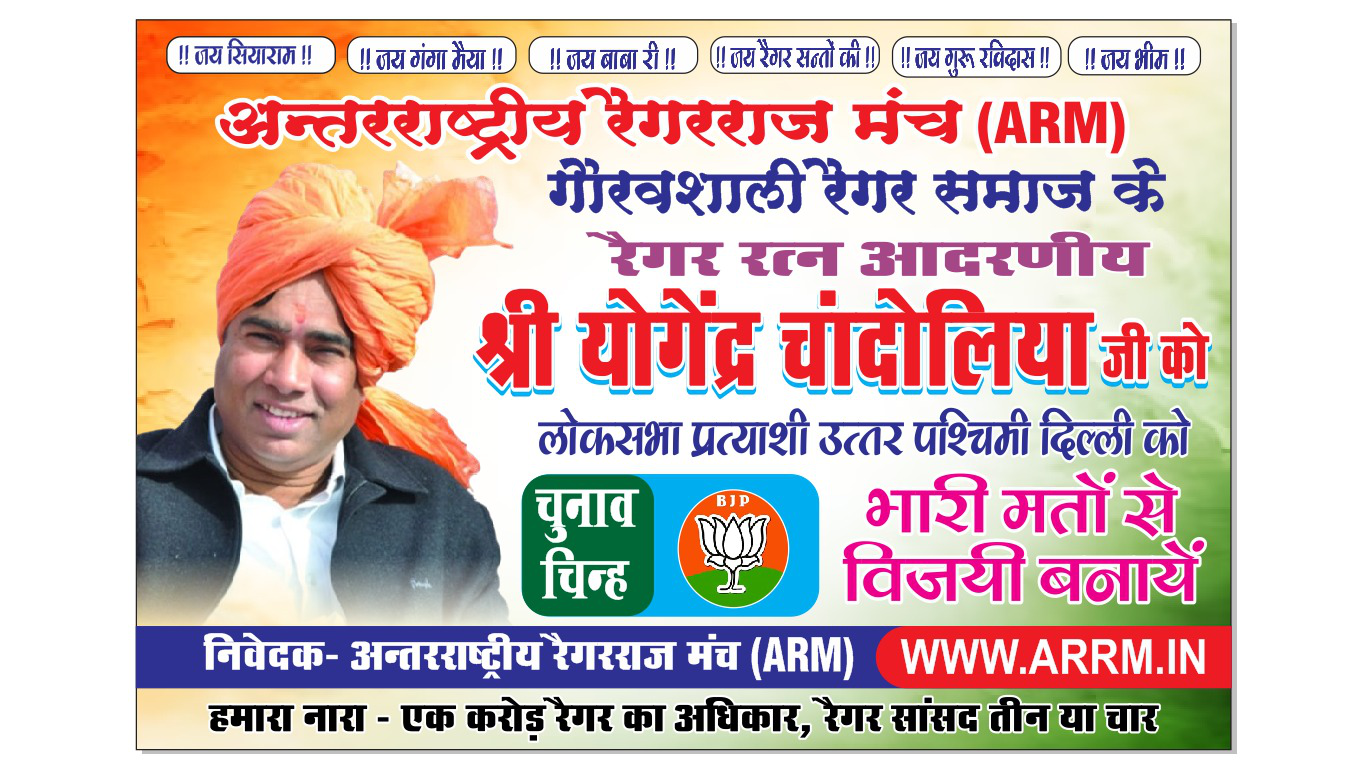 !! जय सियाराम !! !! जय गंगा मैया !! !! जय बाबा री !! !! जय रैगर सन्तों की !! !! जय गुरू रविदास !! !! जय भीम !!
अन्तरराष्ट्रीय रैगरराज मंच (ARM)
गौरवशाली रैगर समाज के
रैगर रत्न आदरणीय
श्री योगेंद्र चांदोलिया जी को
लोकसभा प्रत्याशी उत्तर पश्चिमी दिल्ली को
चुनाव
चिन्ह
BJP
भारी मतों से
विजयी बनायें
निवेदक- अन्तरराष्ट्रीय रैगरराज मंच (ARM) WWW.ARRM.IN
हमारा नारा - एक करोड़ रैगर का अधिकार, रैगर सांसद तीन या चार